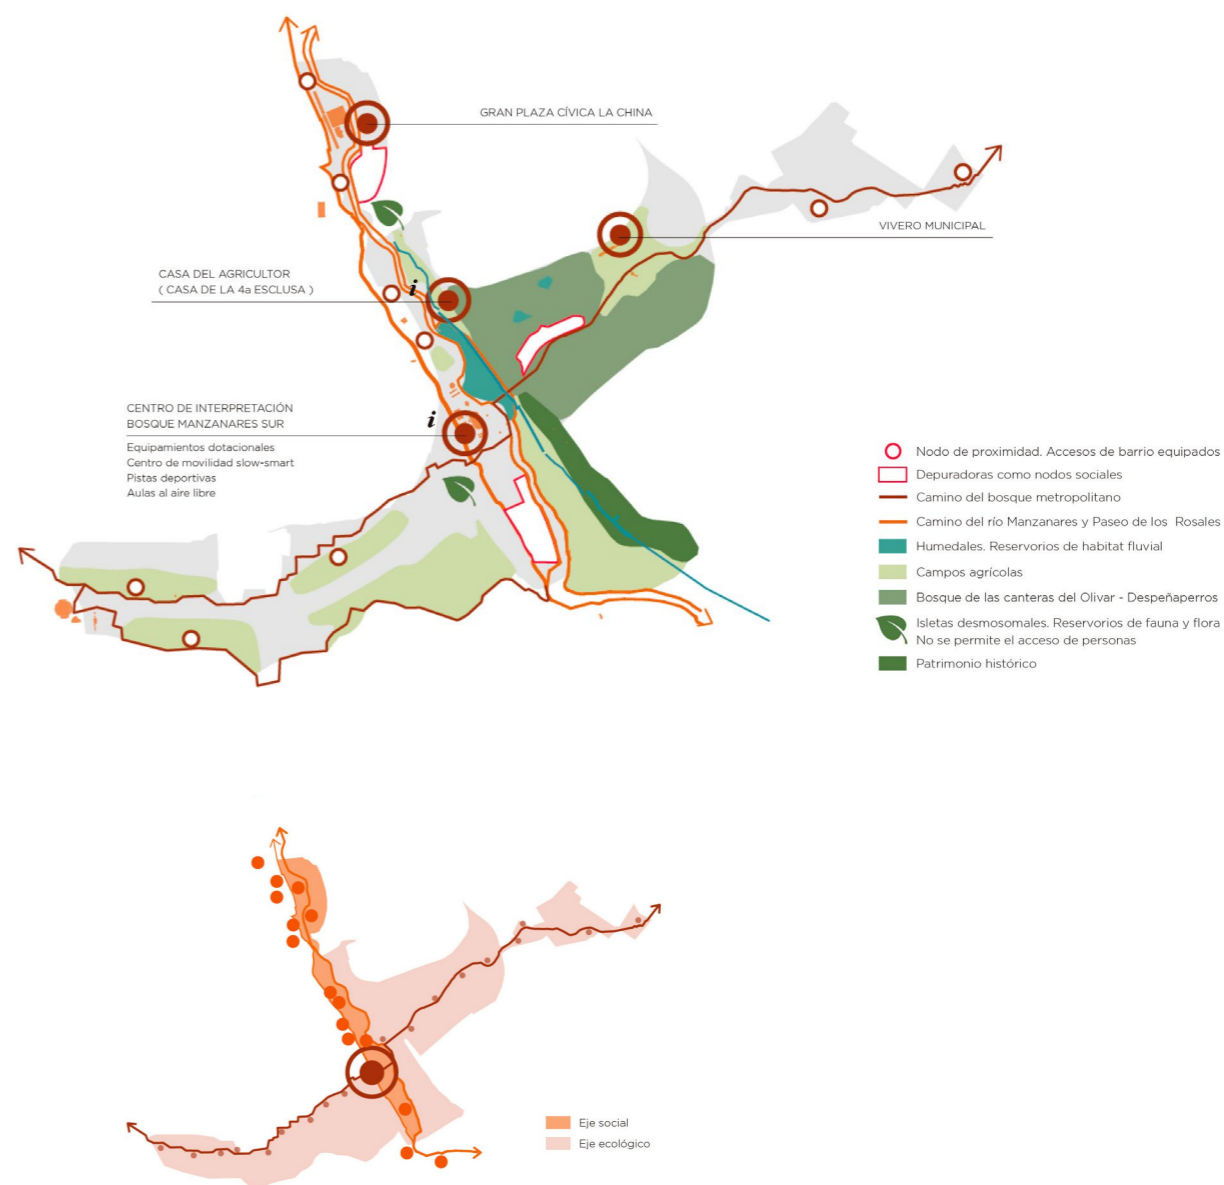 GRAN PLAZA CÍVICA LA CHINA
VIVERO MUNICIPAL
CASA DEL AGRICULTOR
( CASA DE LA 4a ESCLUSA )
i
CENTRO DE INTERPRETACIÓN
BOSQUE MANZANARES SUR
i
Equipamientos dotacionales
Centro de movilidad slow-smart
Pistas deportivas
Aulas al aire libre
Nodo de proximidad. Accesos de barrio equipados
Depuradoras como nodos sociales
Camino del bosque metropolitano
Camino del río Manzanares y Paseo de los Rosales
Humedales. Reservorios de habitat fluvial
Campos agrícolas
Bosque de las canteras del Olivar - Despeñaperros
Isletas desmosomales. Reservorios de fauna y flora
No se permite el acceso de personas
Patrimonio histórico
Eje social
Eje ecológico